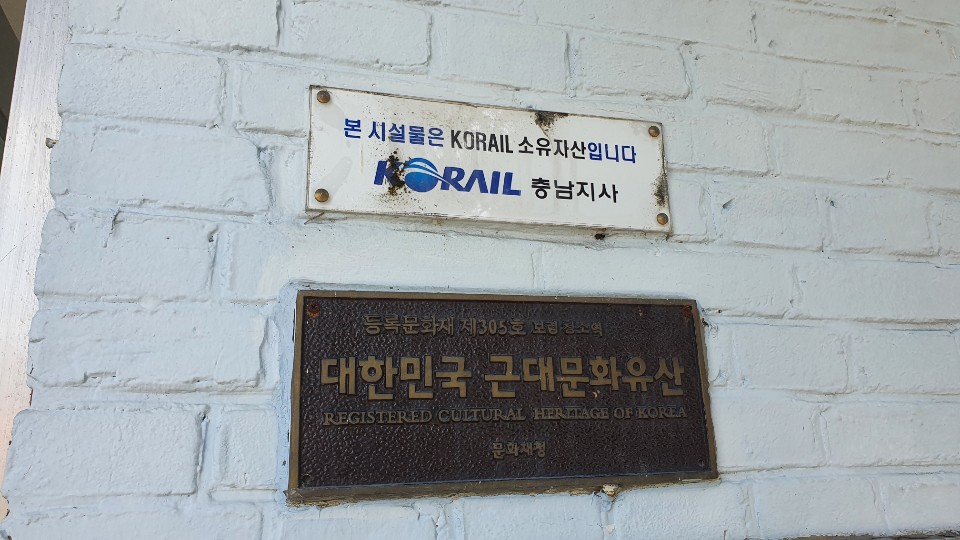 본 시설물은 KORAIL 소유자산입니다
KORAIL 충남지사
등록문화재 제305호 보령 청소역
대한민국 근대문화유산
REGISTERED CULTURAL HERITAGE OF KOREA
문화재청